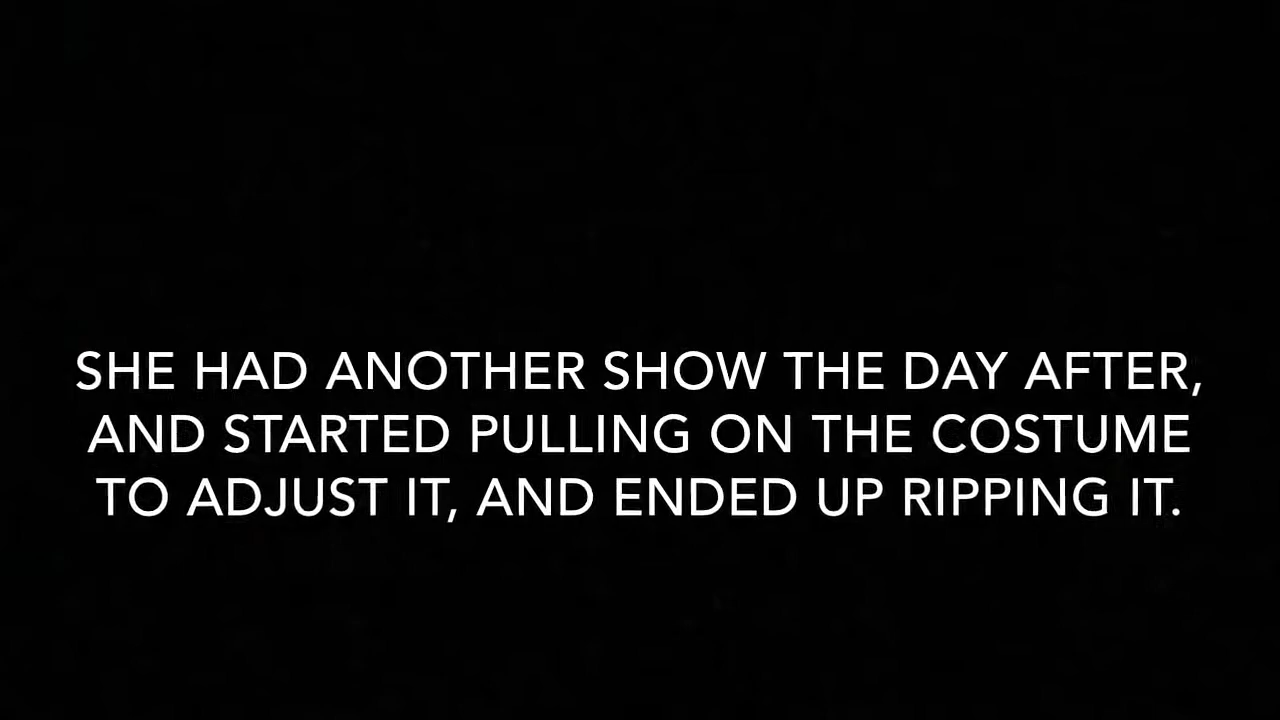 SHE HAD ANOTHER SHOW THE DAY AFTER,
AND STARTED PULLING ON THE COSTUME
TO ADJUST IT, AND ENDED UP RIPPING IT.